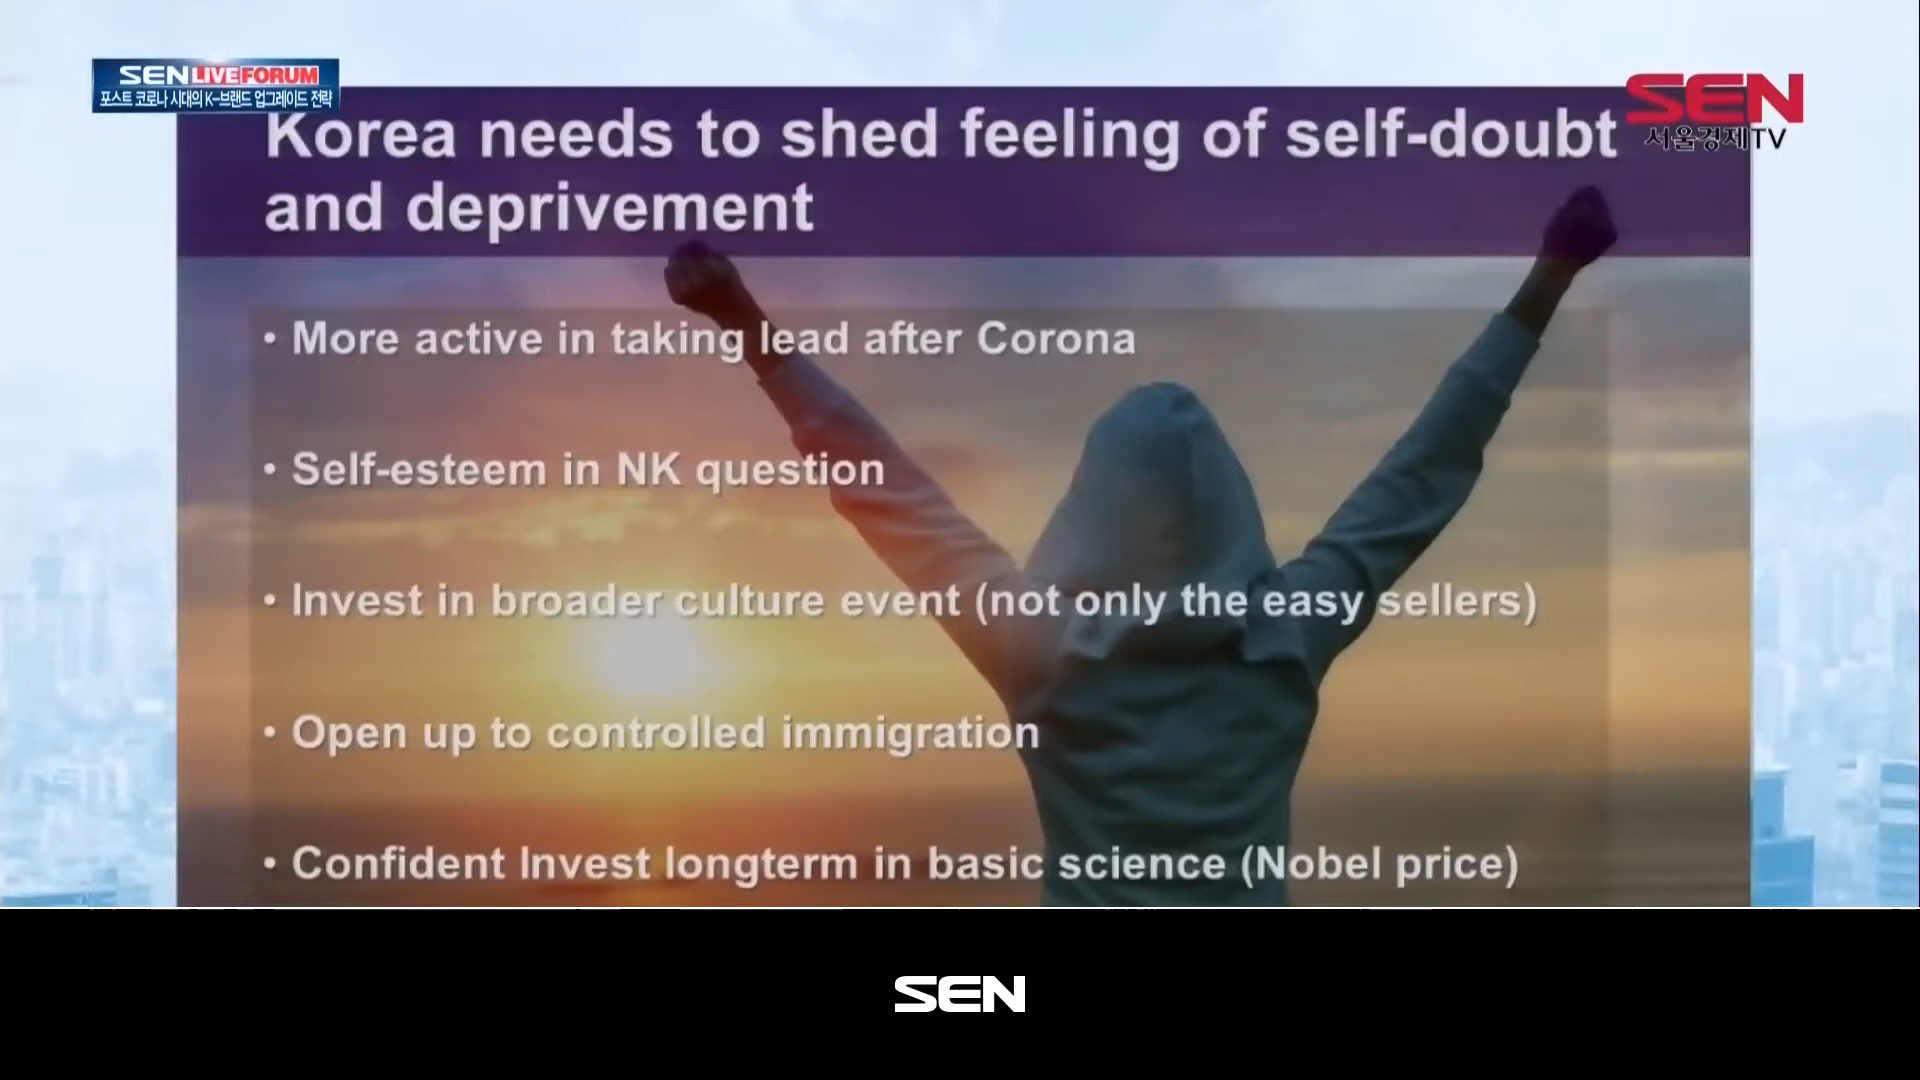 SEN LIVE FORUM
포스트 코로나 시대의 K-브랜드 업그레이드 전략
SEN
서울경제TV
Korea needs to shed feeling of self-doubt
and deprivement
• More active in taking lead after Corona
• Self-esteem in NK question
• Invest in broader culture event (not only the easy sellers)
• Open up to controlled immigration
• Confident Invest longterm in basic science (Nobel price)
SEN